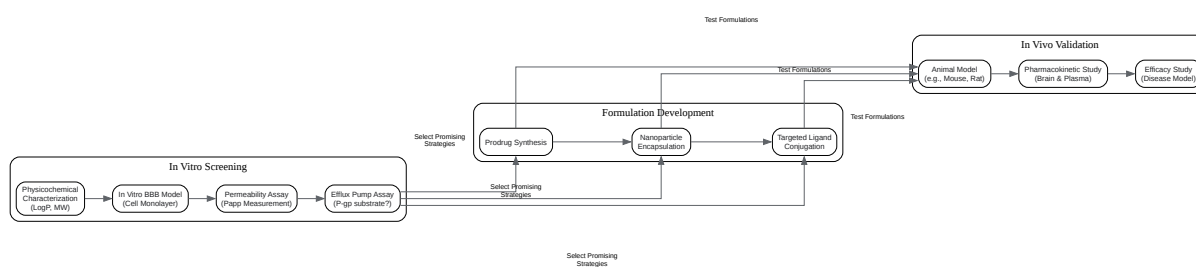 Test Formulations
In Vivo Validation
Animal Model
(e.g., Mouse, Rat)
Pharmacokinetic Study
(Brain & Plasma)
Efficacy Study
(Disease Model)
Test Formulations
Test Formulations
Formulation Development
Select Promising
Strategies
Prodrug Synthesis
Nanoparticle
Encapsulation
Targeted Ligand
Conjugation
In Vitro Screening
Physicochemical
Characterization
(LogP, MW)
In Vitro BBB Model
(Cell Monolayer)
Permeability Assay
(Papp Measurement)
Efflux Pump Assay
(P-gp substrate?)
Select Promising
Strategies
Select Promising
Strategies